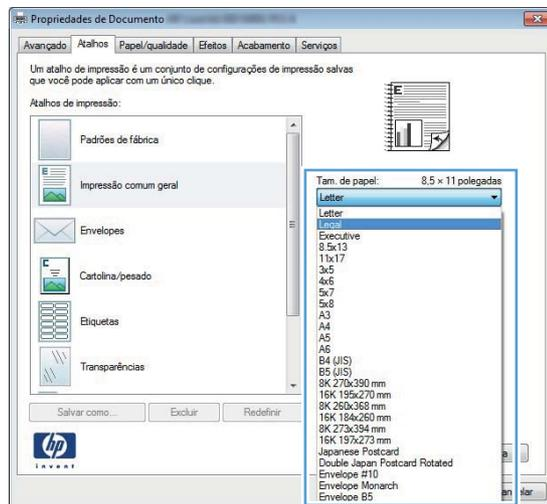 Propriedades de Documento
Avançado Atalhos Papel/qualidade Efeitos Acabamento Serviços
Um atalho de impressão é um conjunto de configurações de impressão salvas
que você pode aplicar com um único clique.
Atalhos de impressão:
Padrões de fábrica
Impressão comum geral
Envelopes
Cartolina/pesado
Etiquetas
Transparências
Salvar como... Excluir Redefinir
hp
invent
E
Tam. de papel: 8,5 × 11 polegadas
Letter
Letter
Legal
Executive
8.5x13
11x17
3x5
4x6
5x7
5x8
A3
A4
A5
A6
B4 (JIS)
B5 (JIS)
8K 270x390 mm
16K 195x270 mm
8K 260x368 mm
16K 184x260 mm
8K 273x394 mm
16K 197x273 mm
Japanese Postcard
Double Japan Postcard Rotated
Envelope #10
Envelope Monarch
Envelope B5